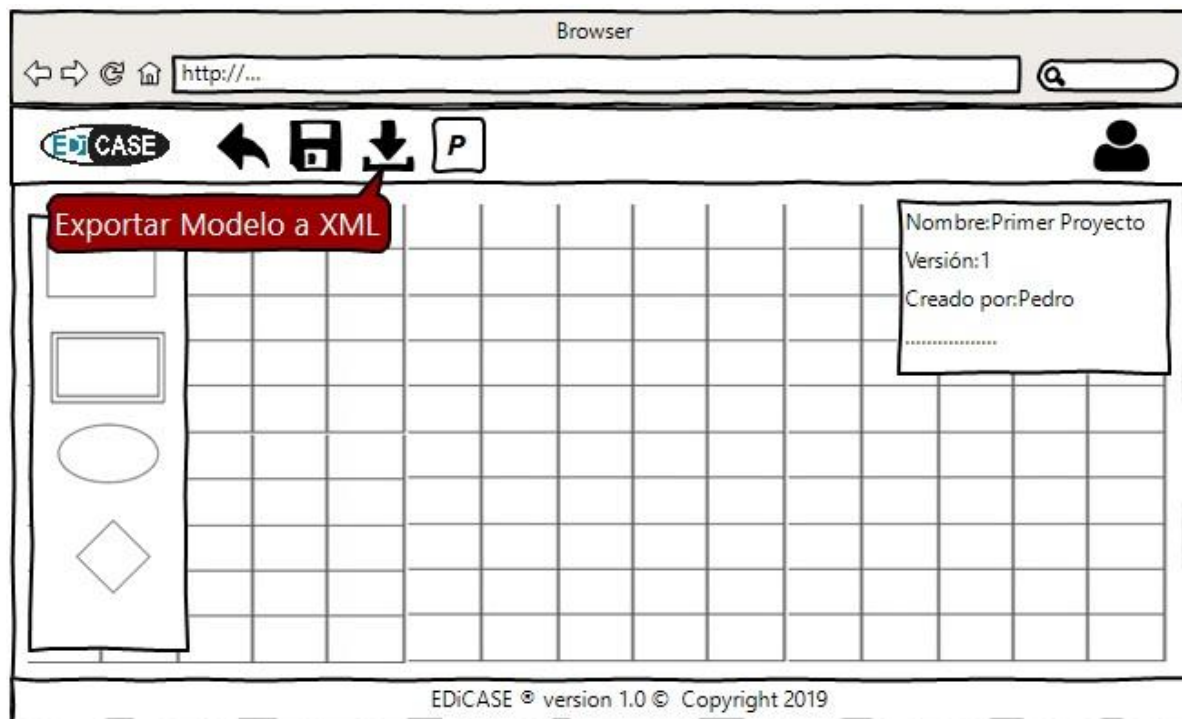 Browser
http://...
EDiCASE
P
Exportar Modelo a XML
Nombre:Primer Proyecto
Versión:1
Creado por:Pedro
.................
EDiCASE ® version 1.0 © Copyright 2019